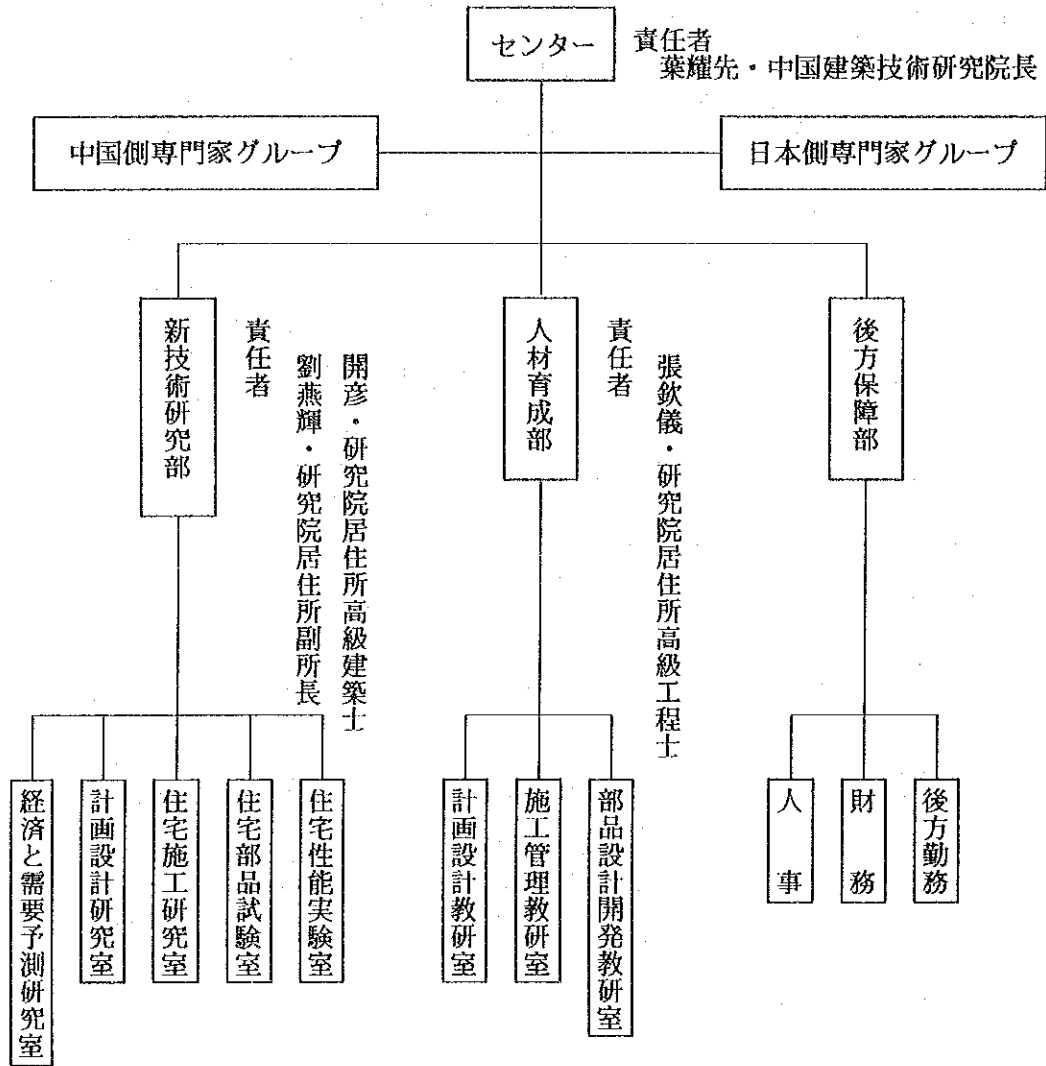 センター
責任者
葉耀先・中国建築技術研究院長
中国側専門家グループ
日本側専門家グループ
新技術研究部
責任者
劉燕輝・研究院居住所副所長
開彦・研究院居住所高級建築士
人材育成部
責任者
張欽儀・研究院居住所高級工程士
後方保障部
経済と需要予測研究室
計画設計研究室
住宅施工研究室
住宅部品試験室
住宅性能実験室
計画設計教研室
施工管理教研室
部品設計開発教研室
人事
財務
後方勤務